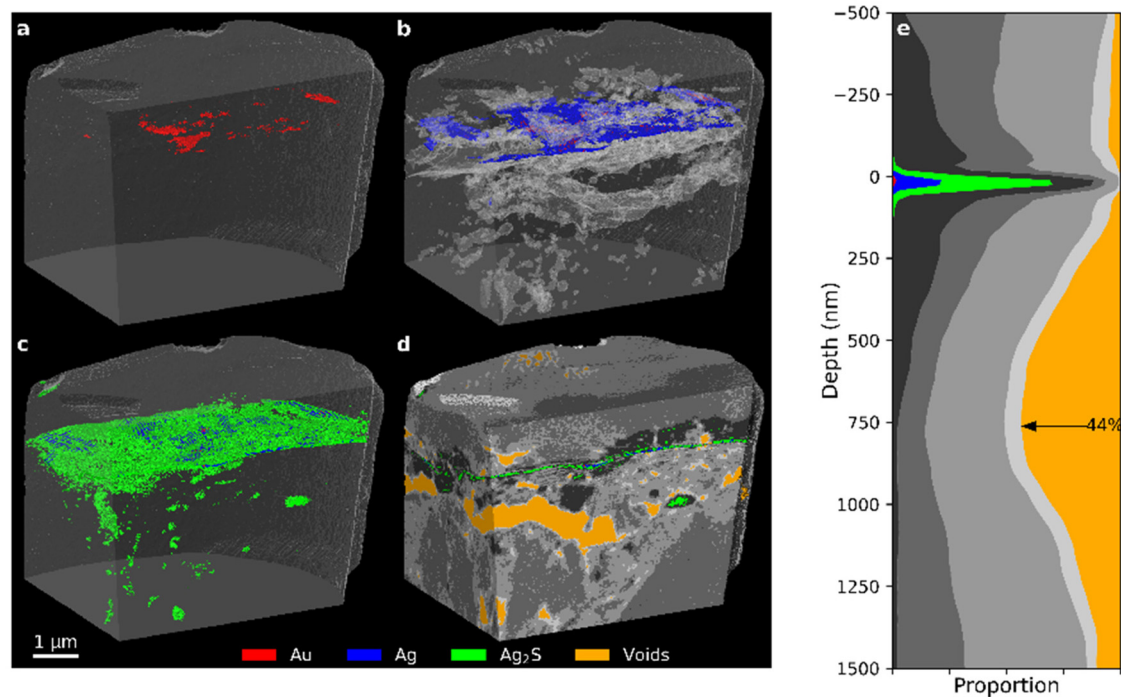 a
b
c
d
1 μm
Au
Ag
Ag₂S
Voids
e
−500
−250
0
250
500
750
1000
1250
1500
Depth (nm)
44%
Proportion